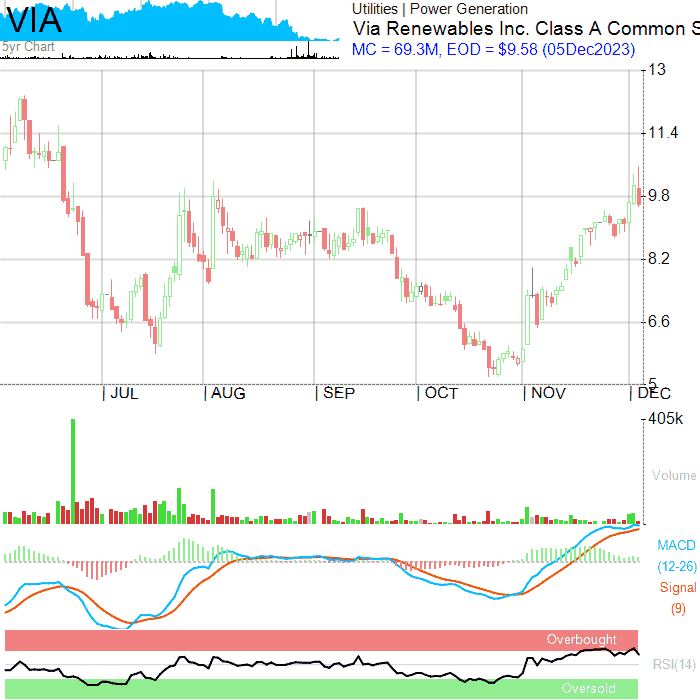 VIA
5yr Chart
Utilities | Power Generation
Via Renewables Inc. Class A Common S
MC = 69.3M, EOD = $9.58 (05Dec2023)
13
11.4
9.8
8.2
6.6
5
| JUL | AUG | SEP | OCT | NOV | DEC
405k
Volume
MACD
(12-26)
Signal
(9)
Overbought
RSI(14)
Oversold